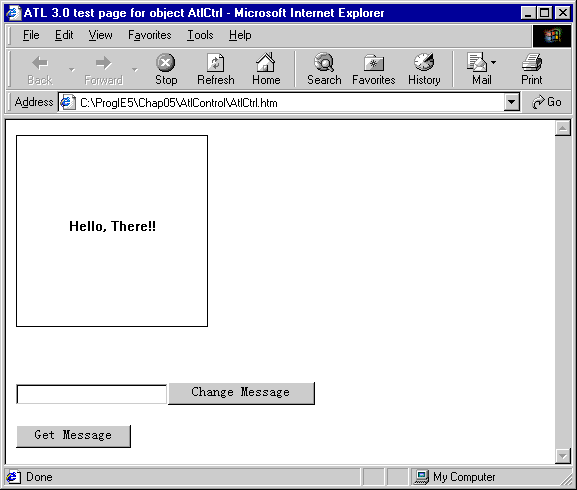 ATL 3.0 test page for object AtlCtrl - Microsoft Internet Explorer
File Edit View Favorites Tools Help
Back Forward Stop Refresh Home Search Favorites History Mail Print
Address C:\ProgIE5\Chap05\AtlControl\AtlCtrl.htm Go
Hello, There!!
Change Message
Get Message
Done My Computer